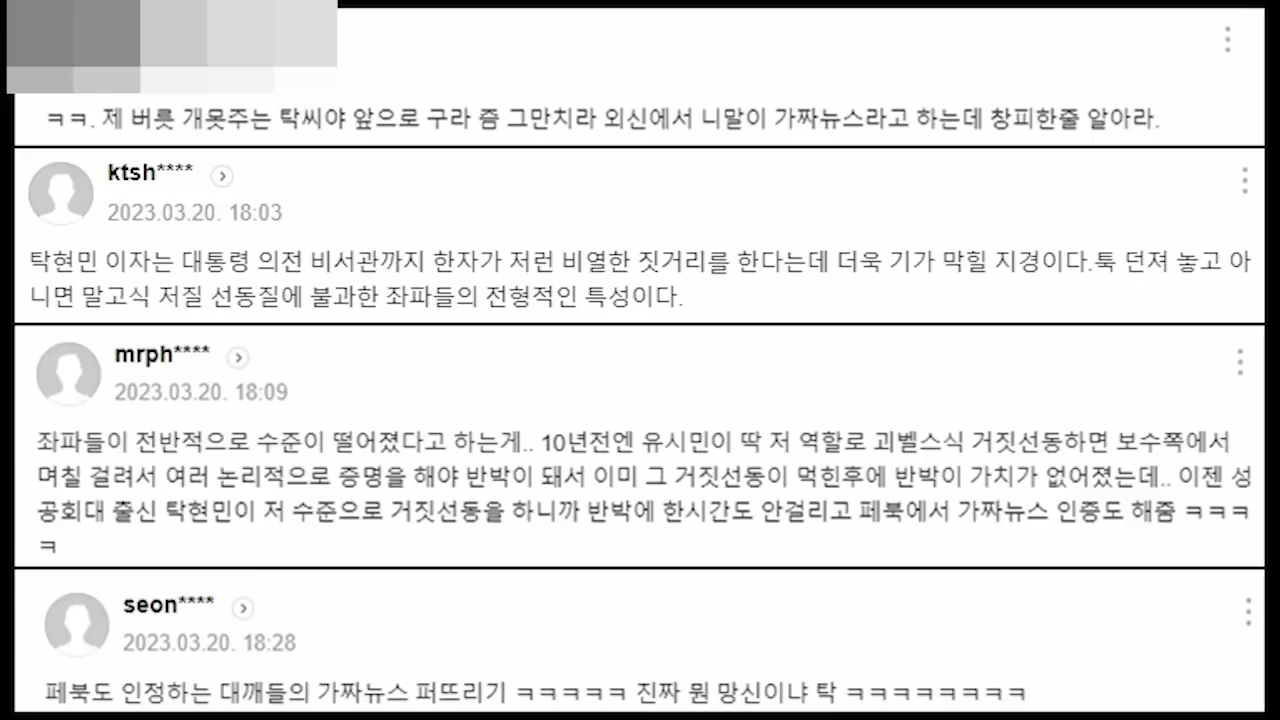 ㅋㅋ. 제 버릇 개못주는 탁씨야 앞으로 구라 좀 그만치라 외신에서 니말이 가짜뉴스라고 하는데 창피한줄 알아라.
ktsh****
2023.03.20. 18:03
탁현민 이자는 대통령 의전 비서관까지 한자가 저런 비열한 짓거리를 한다는데 더욱 기가 막힐 지경이다.툭 던져 놓고 아
니면 말고식 저질 선동질에 불과한 좌파들의 전형적인 특성이다.
mrph****
2023.03.20. 18:09
좌파들이 전반적으로 수준이 떨어졌다고 하는게.. 10년전엔 유시민이 딱 저 역할로 괴벨스식 거짓선동하면 보수쪽에서
며칠 걸려서 여러 논리적으로 증명을 해야 반박이 돼서 이미 그 거짓선동이 먹힌후에 반박이 가치가 없어졌는데.. 이젠 성
공회대 출신 탁현민이 저 수준으로 거짓선동을 하니까 반박에 한시간도 안걸리고 페북에서 가짜뉴스 인증도 해줌 ㅋㅋㅋ
ㅋ
seon****
2023.03.20. 18:28
페북도 인정하는 대깨들의 가짜뉴스 퍼뜨리기 ㅋㅋㅋㅋㅋ 진짜 뭔 망신이냐 탁 ㅋㅋㅋㅋㅋㅋㅋㅋ